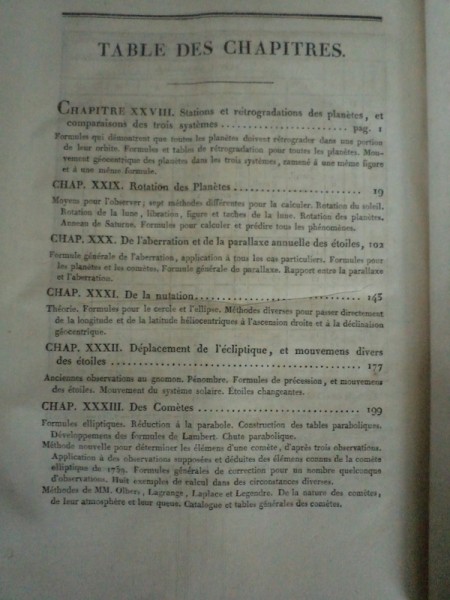 TABLE DES CHAPITRES.
CHAPITRE XXVIII. Stations et rétrogradations des planètes, et
comparaisons des trois systèmes ........................ pag. 1
Formules qui démontrent que toutes les planètes doivent rétrograder dans une portion
de leur orbite. Formules et tables de rétrogradation pour toutes les planètes. Mou-
vement géocentrique des planètes dans les trois systèmes, ramené à une même figure
et à une même formule.
CHAP. XXIX. Rotation des Planètes ........................ 19
Moyens pour l'observer; sept méthodes différentes pour la calculer. Rotation du soleil.
Rotation de la lune, libration, figure et taches de la lune. Rotation des planètes.
Anneau de Saturne. Formules pour calculer et prédire tous les phénomènes.
CHAP. XXX. De l'aberration et de la parallaxe annuelle des étoiles, 102
Formule générale de l'aberration, application à tous les cas particuliers. Formules pour
les planètes et les comètes. Formule générale de parallaxe. Rapport entre la parallaxe
et l'aberration.
CHAP. XXXI. De la nutation ........................ 145
Théorie. Formules pour le cercle et l'ellipse. Méthodes diverses pour passer directement
de la longitude et de la latitude héliocentriques à l'ascension droite et à la déclinaison
géocentrique.
CHAP. XXXII. Déplacement de l'écliptique, et mouvemens divers
des étoiles ........................ 177
Anciennes observations au gnomon. Pénombre. Formules de précession, et mouvemens
des étoiles. Mouvement du système solaire. Étoiles changeantes.
CHAP. XXXIII. Des Comètes ........................ 199
Formules elliptiques. Réduction à la parabole. Construction des tables paraboliques.
Développemens des formules de Lambert. Chute parabolique.
Méthode nouvelle pour déterminer les élémens d'une comète, d'après trois observations.
Application à des observations supposées et déduites des élémens connus de la comète
elliptique de 1759. Formules générales de correction pour un nombre quelconque
d'observations. Huit exemples de calcul dans des circonstances diverses.
Méthodes de MM. Olbers, Lagrange, Laplace et Legendre. De la nature des comètes,
de leur atmosphère et leur queue. Catalogue et tables générales des comètes.